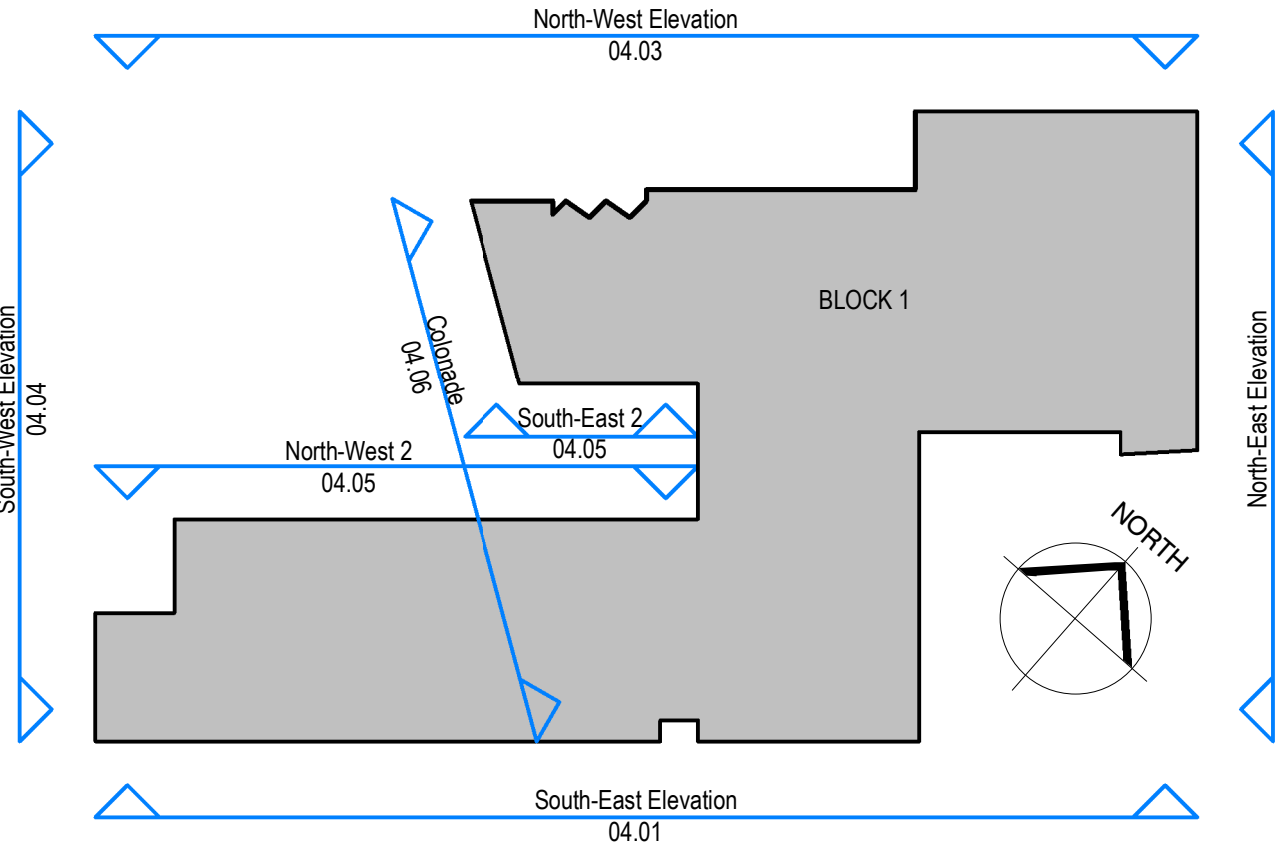 North-West Elevation
04.03
BLOCK 1
Colonade
04.06
South-West Elevation
04.04
North-East Elevation
South-East 2
04.05
North-West 2
04.05
NORTH
South-East Elevation
04.01